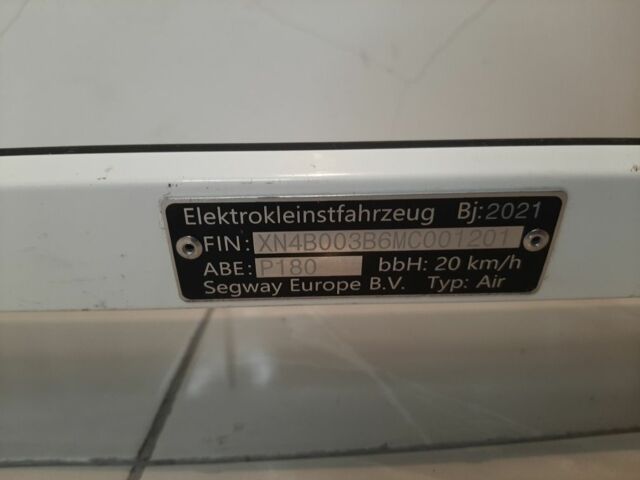 Elektrokleinstfahrzeug Bj: 2021
FIN: XN4B003B6MC001201
ABE: P180 bbH: 20 km/h
Segway Europe B.V. Typ: Air